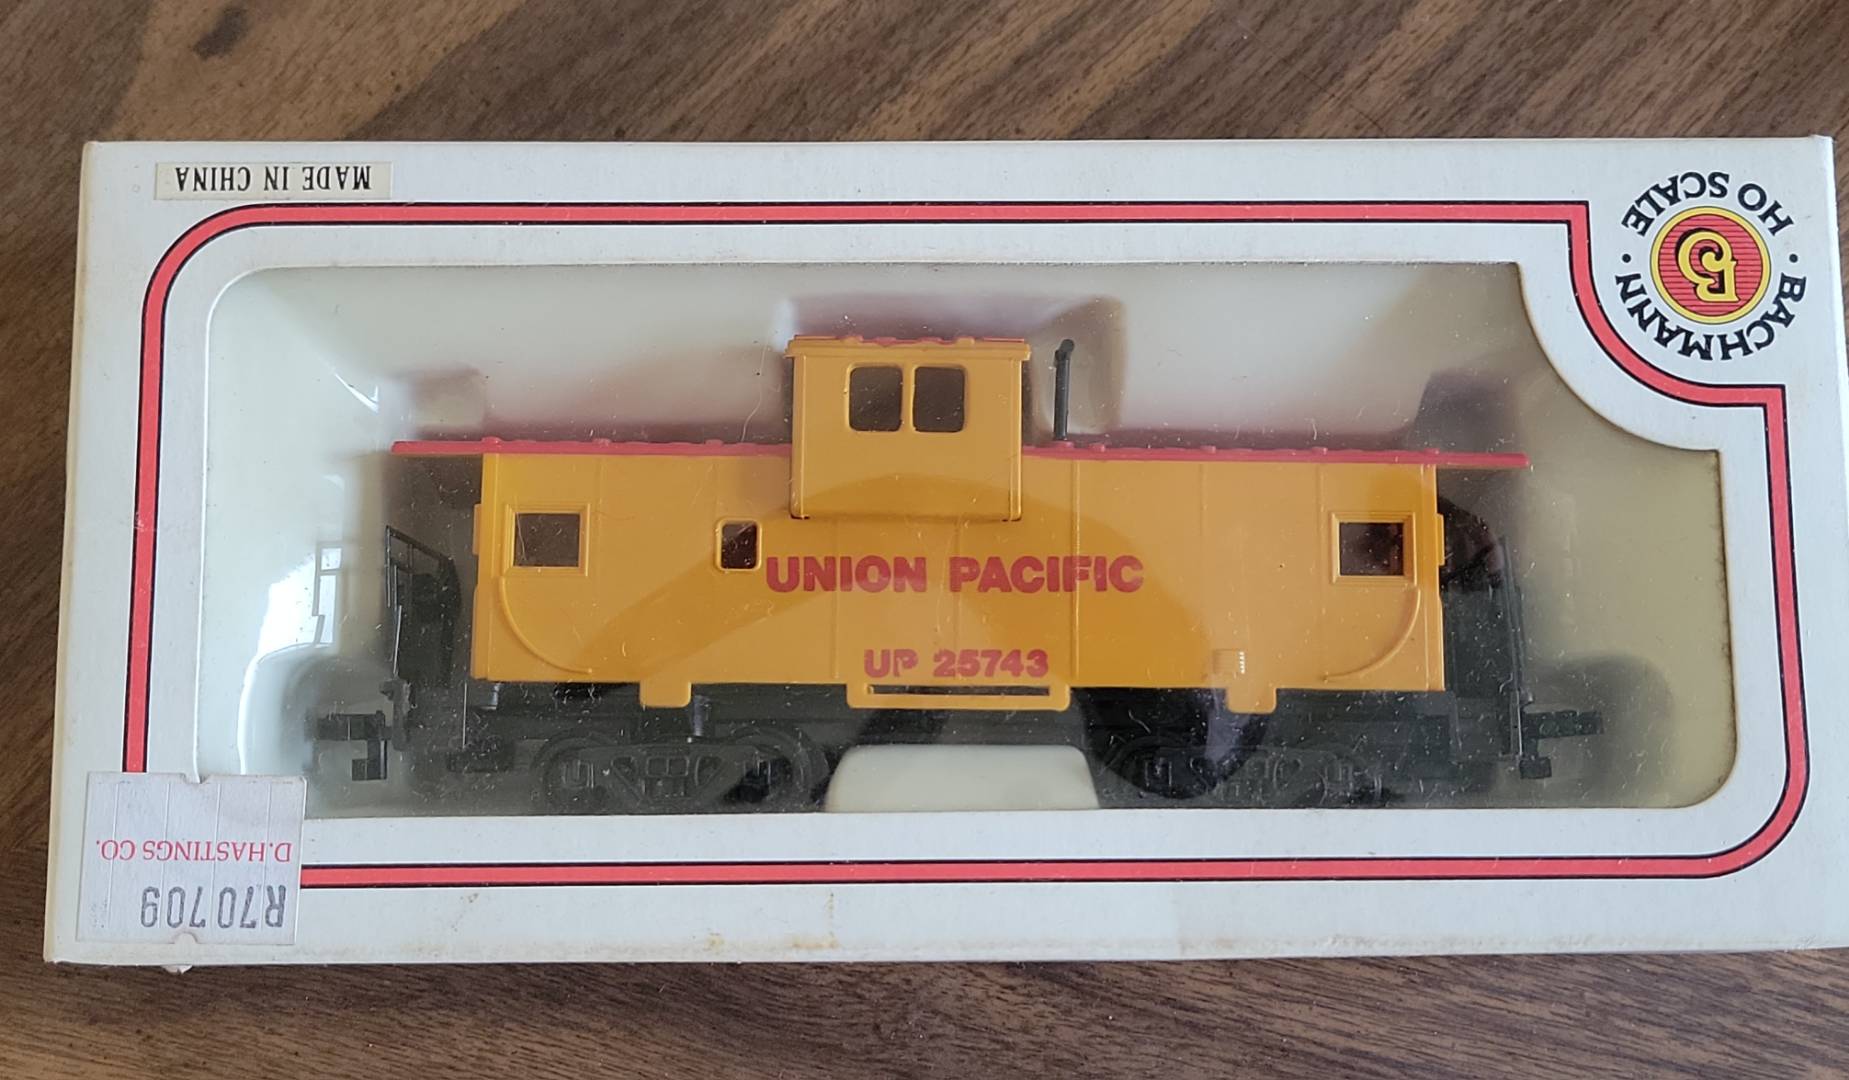 MADE IN CHINA
• BACHMANN •
HO SCALE
B
UNION PACIFIC
UP 25743
D.HASTINGS CO.
R70709